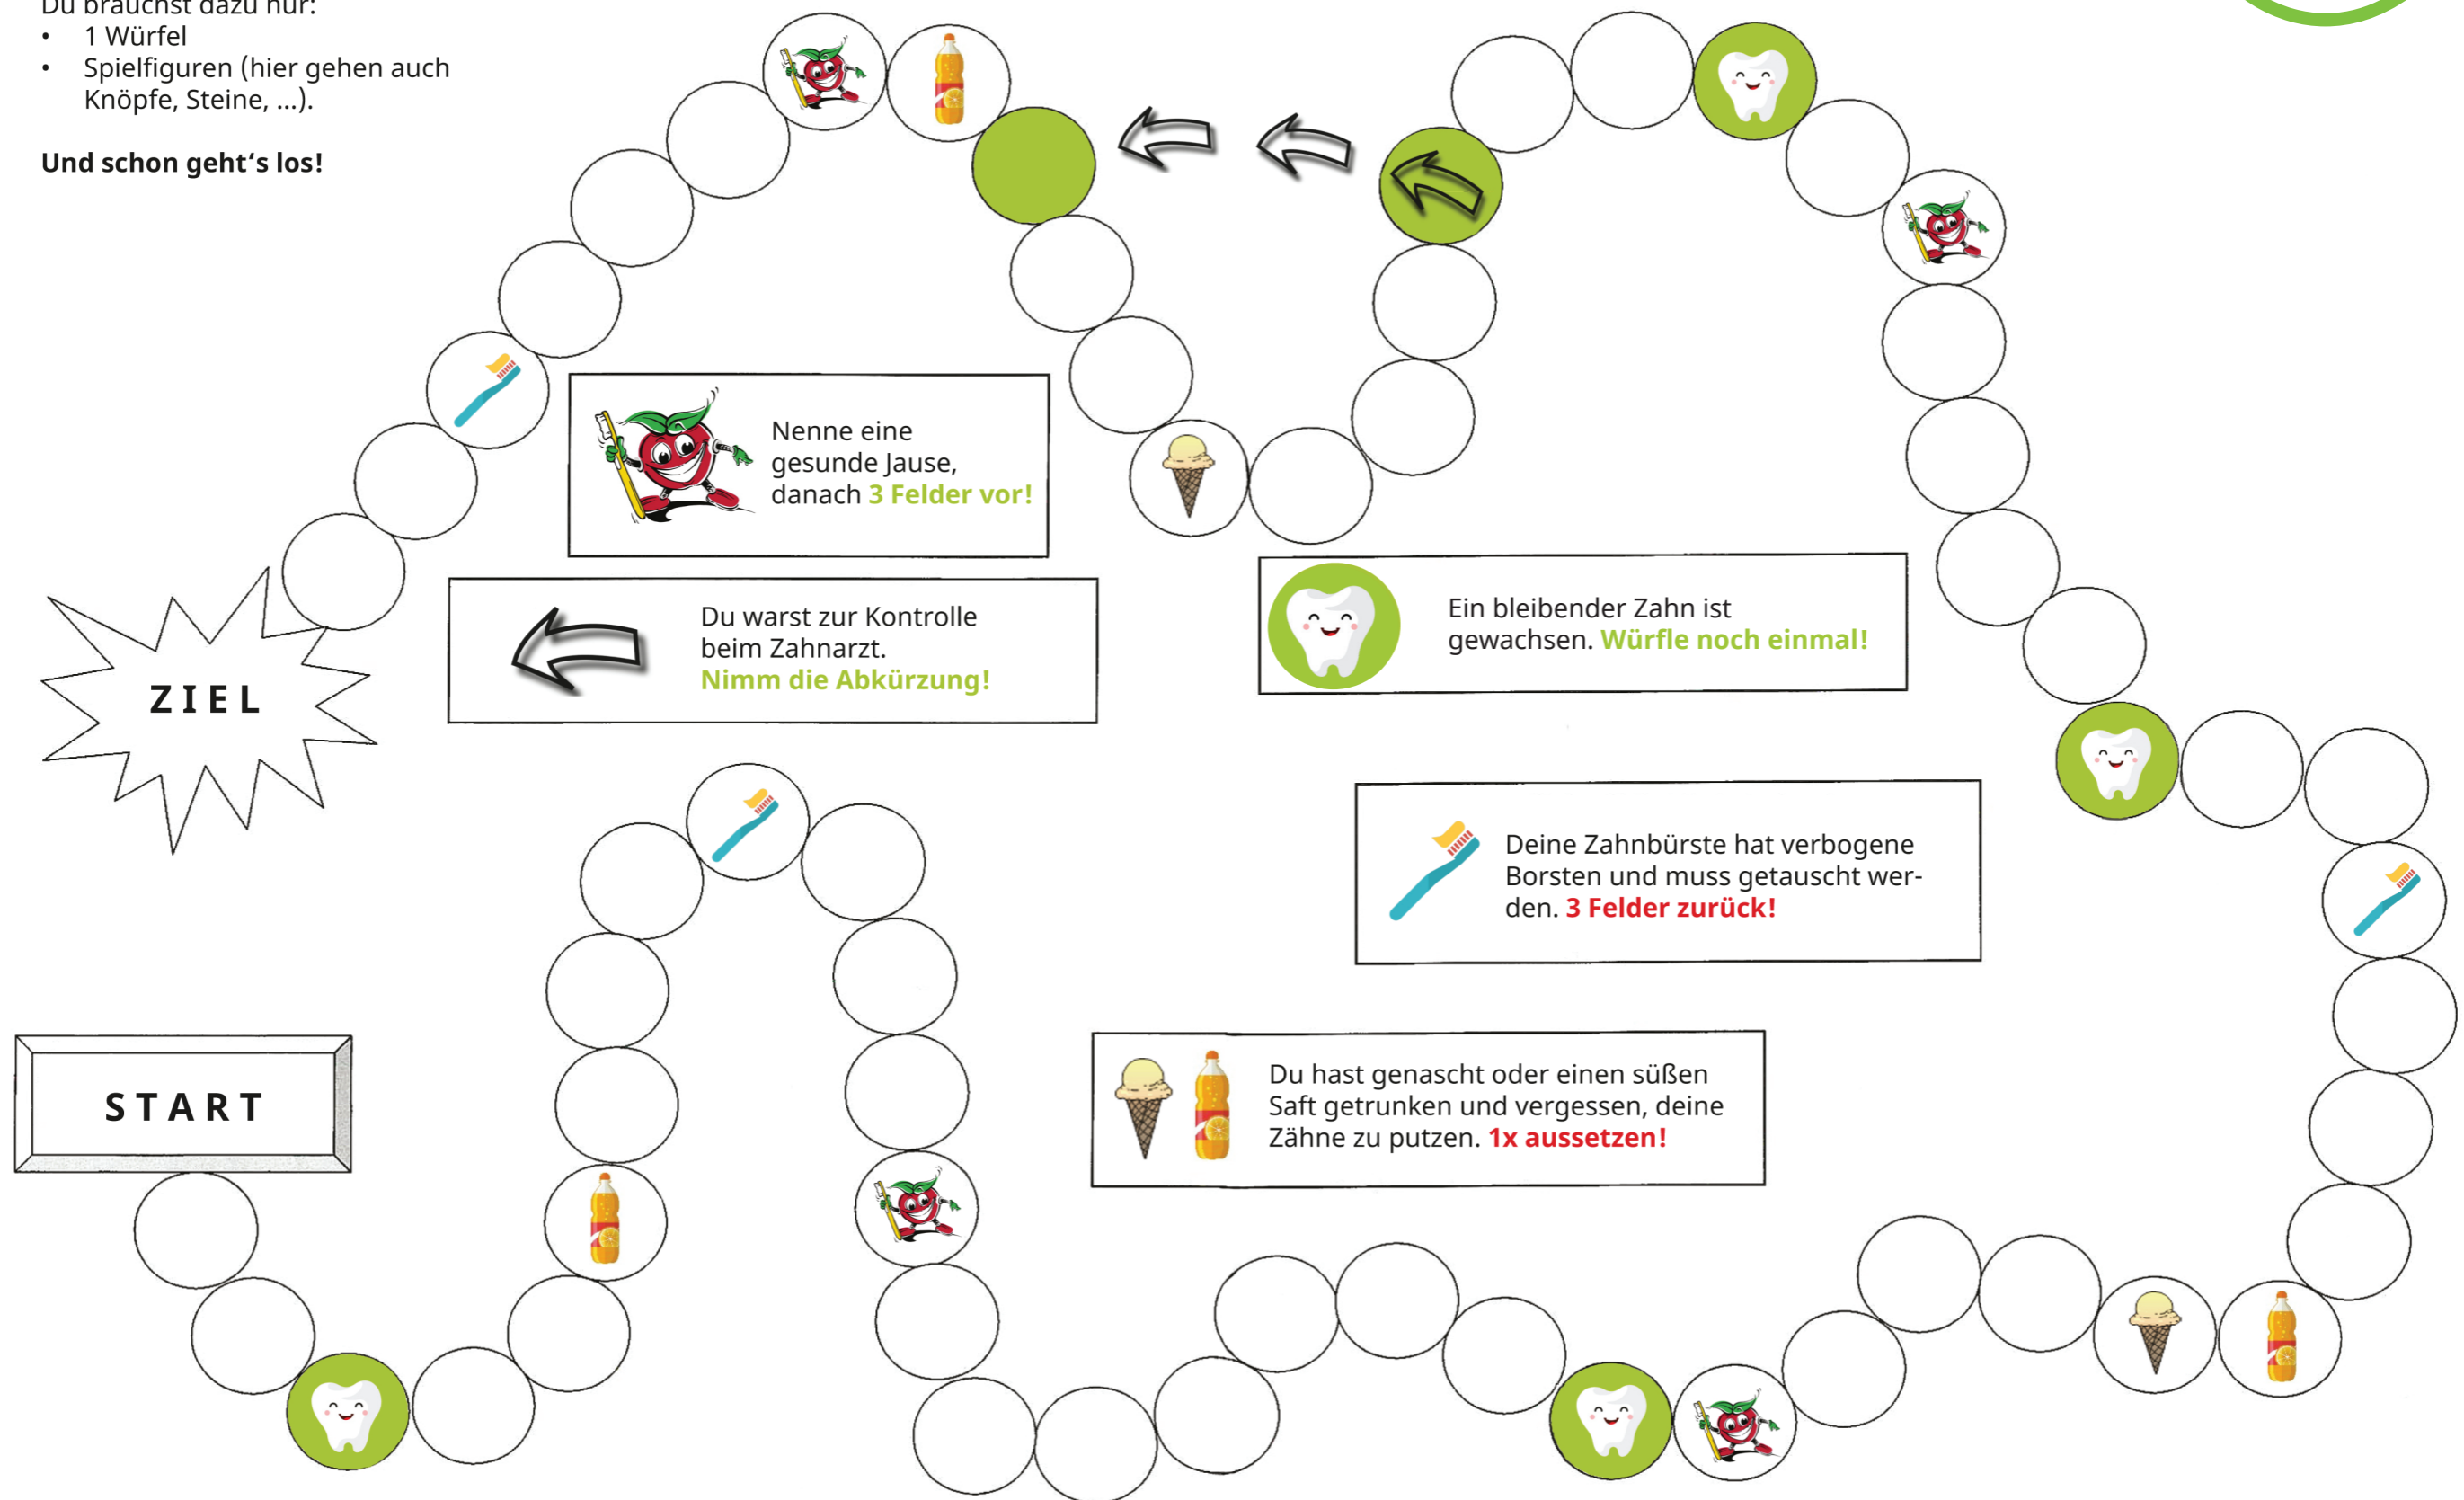 Du brauchst dazu nur:
• 1 Würfel
• Spielfiguren (hier gehen auch
Knöpfe, Steine, ...).
Und schon geht‘s los!
Nenne eine
gesunde Jause,
danach 3 Felder vor!
Du warst zur Kontrolle
beim Zahnarzt.
Nimm die Abkürzung!
Ein bleibender Zahn ist
gewachsen. Würfle noch einmal!
ZIEL
Deine Zahnbürste hat verbogene
Borsten und muss getauscht wer-
den. 3 Felder zurück!
START
Du hast genascht oder einen süßen
Saft getrunken und vergessen, deine
Zähne zu putzen. 1x aussetzen!